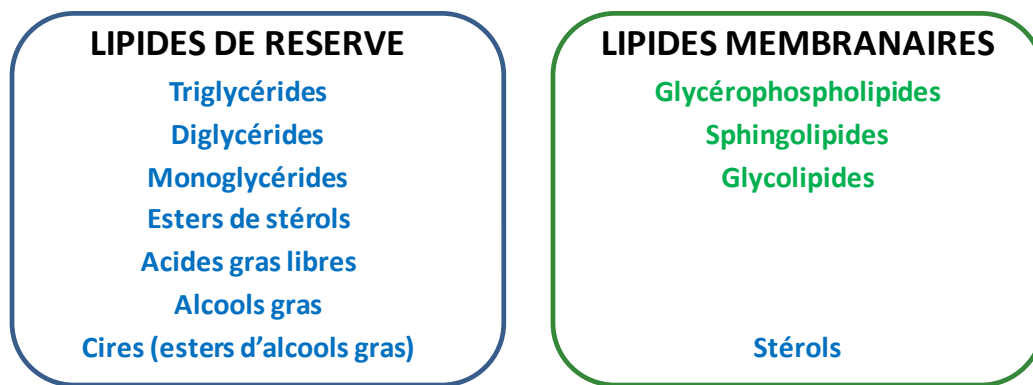 LIPIDES DE RESERVE
Triglycérides
Diglycérides
Monoglycérides
Esters de stérols
Acides gras libres
Alcools gras
Cires (esters d’alcools gras)
LIPIDES MEMBRANAIRES
Glycérophospholipides
Sphingolipides
Glycolipides
Stérols